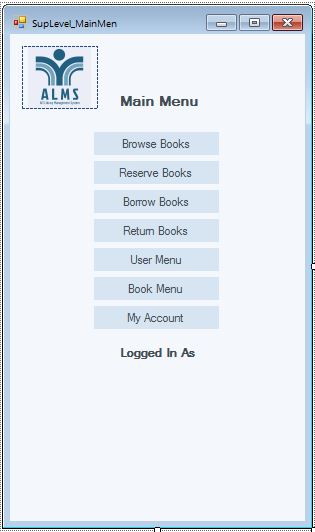 SupLevel_MainMen
ALMS
Main Menu
Browse Books
Reserve Books
Borrow Books
Return Books
User Menu
Book Menu
My Account
Logged In As